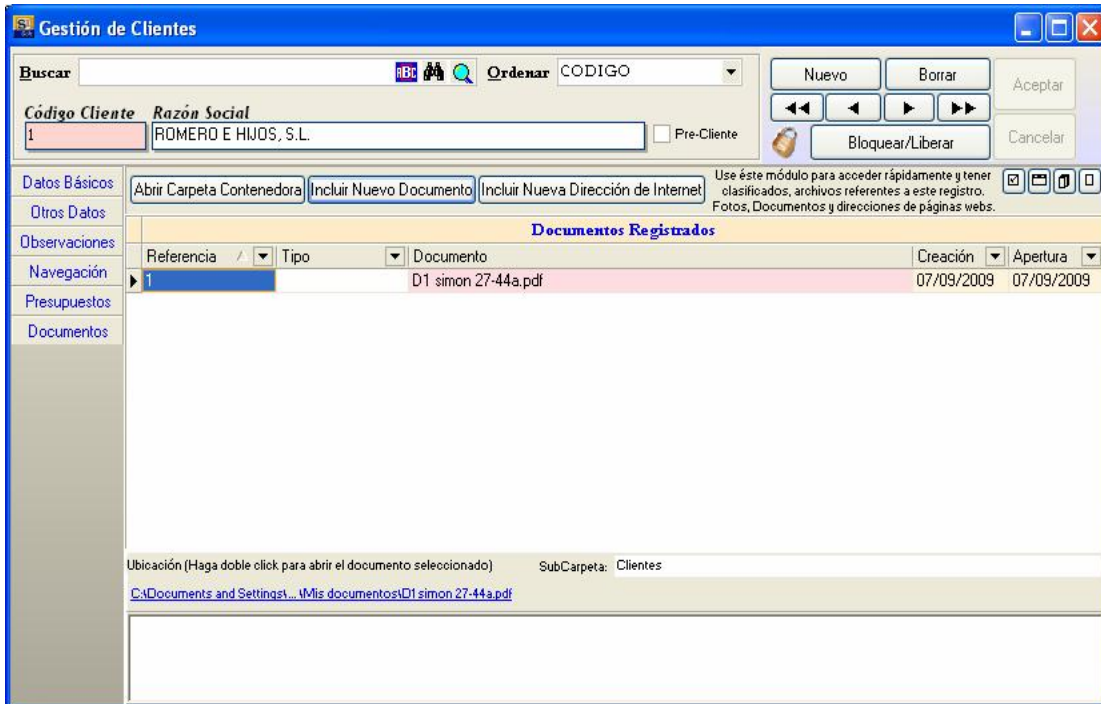 Gestión de Clientes
Buscar
ABC
Ordenar CODIGO
Nuevo Borrar Aceptar
Código Cliente Razón Social
1 ROMERO E HIJOS, S.L. Pre-Cliente
Bloquear/Liberar Cancelar
Datos Básicos
Otros Datos
Observaciones
Navegación
Presupuestos
Documentos
Abrir Carpeta Contenedora Incluir Nuevo Documento Incluir Nueva Dirección de Internet
Use éste módulo para acceder rápidamente y tener
clasificados, archivos referentes a este registro.
Fotos, Documentos y direcciones de páginas webs.
Documentos Registrados
Referencia Tipo Documento Creación Apertura
1 D1 simon 27-44a.pdf 07/09/2009 07/09/2009
Ubicación (Haga doble click para abrir el documento seleccionado) SubCarpeta: Clientes
C:\Documents and Settings\... \Mis documentos\D1 simon 27-44a.pdf